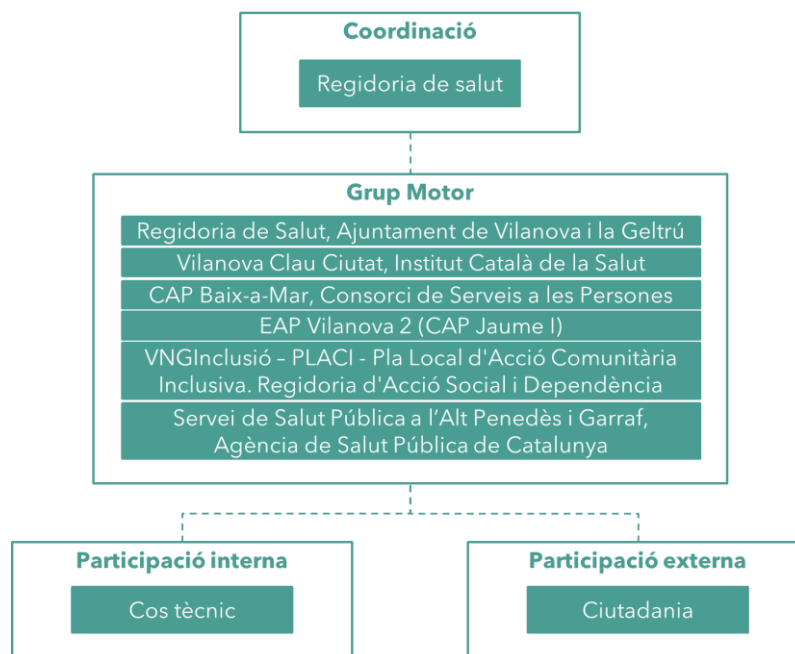 Coordinació
Regidoria de salut
Grup Motor
Regidoria de Salut, Ajuntament de Vilanova i la Geltrú
Vilanova Clau Ciutat, Institut Català de la Salut
CAP Baix-a-Mar, Consorci de Serveis a les Persones
EAP Vilanova 2 (CAP Jaume I)
VNGInclusió – PLACI - Pla Local d'Acció Comunitària
Inclusiva. Regidoria d'Acció Social i Dependència
Servei de Salut Pública a l’Alt Penedès i Garraf,
Agència de Salut Pública de Catalunya
Participació interna
Cos tècnic
Participació externa
Ciutadania